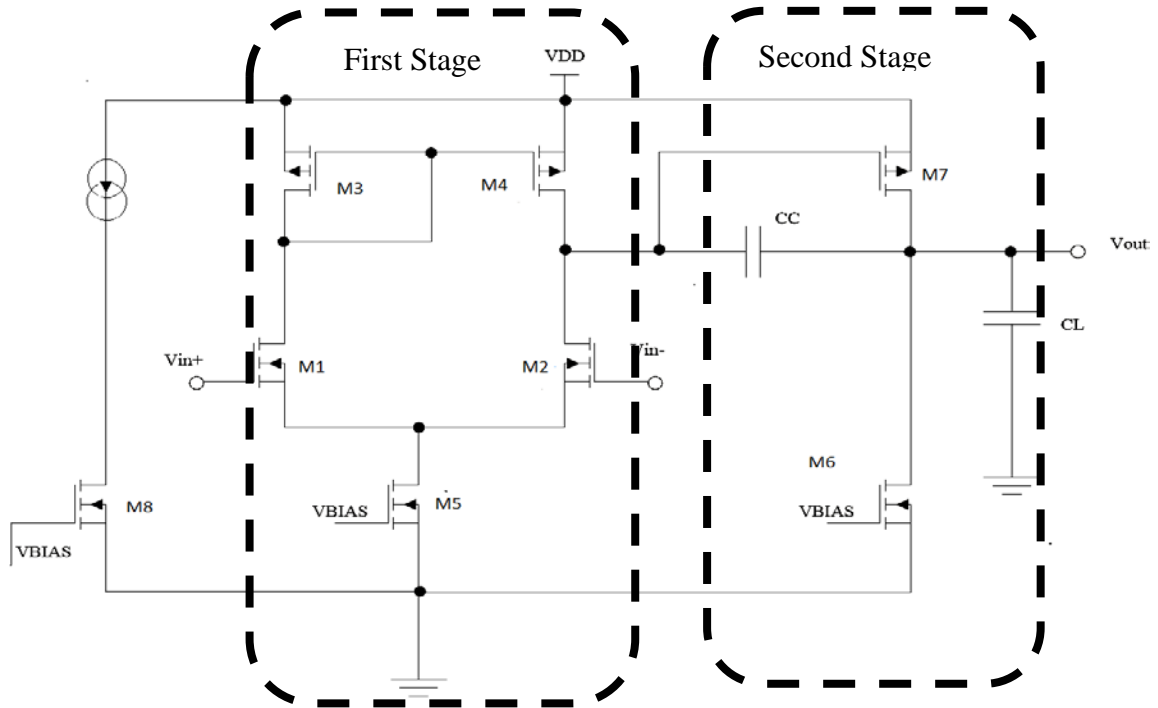 First Stage
Second Stage
VDD
M3
M4
M7
CC
Vout
CL
Vin+
M1
M2
Vin-
M6
M8
VBIAS
M5
VBIAS
VBIAS